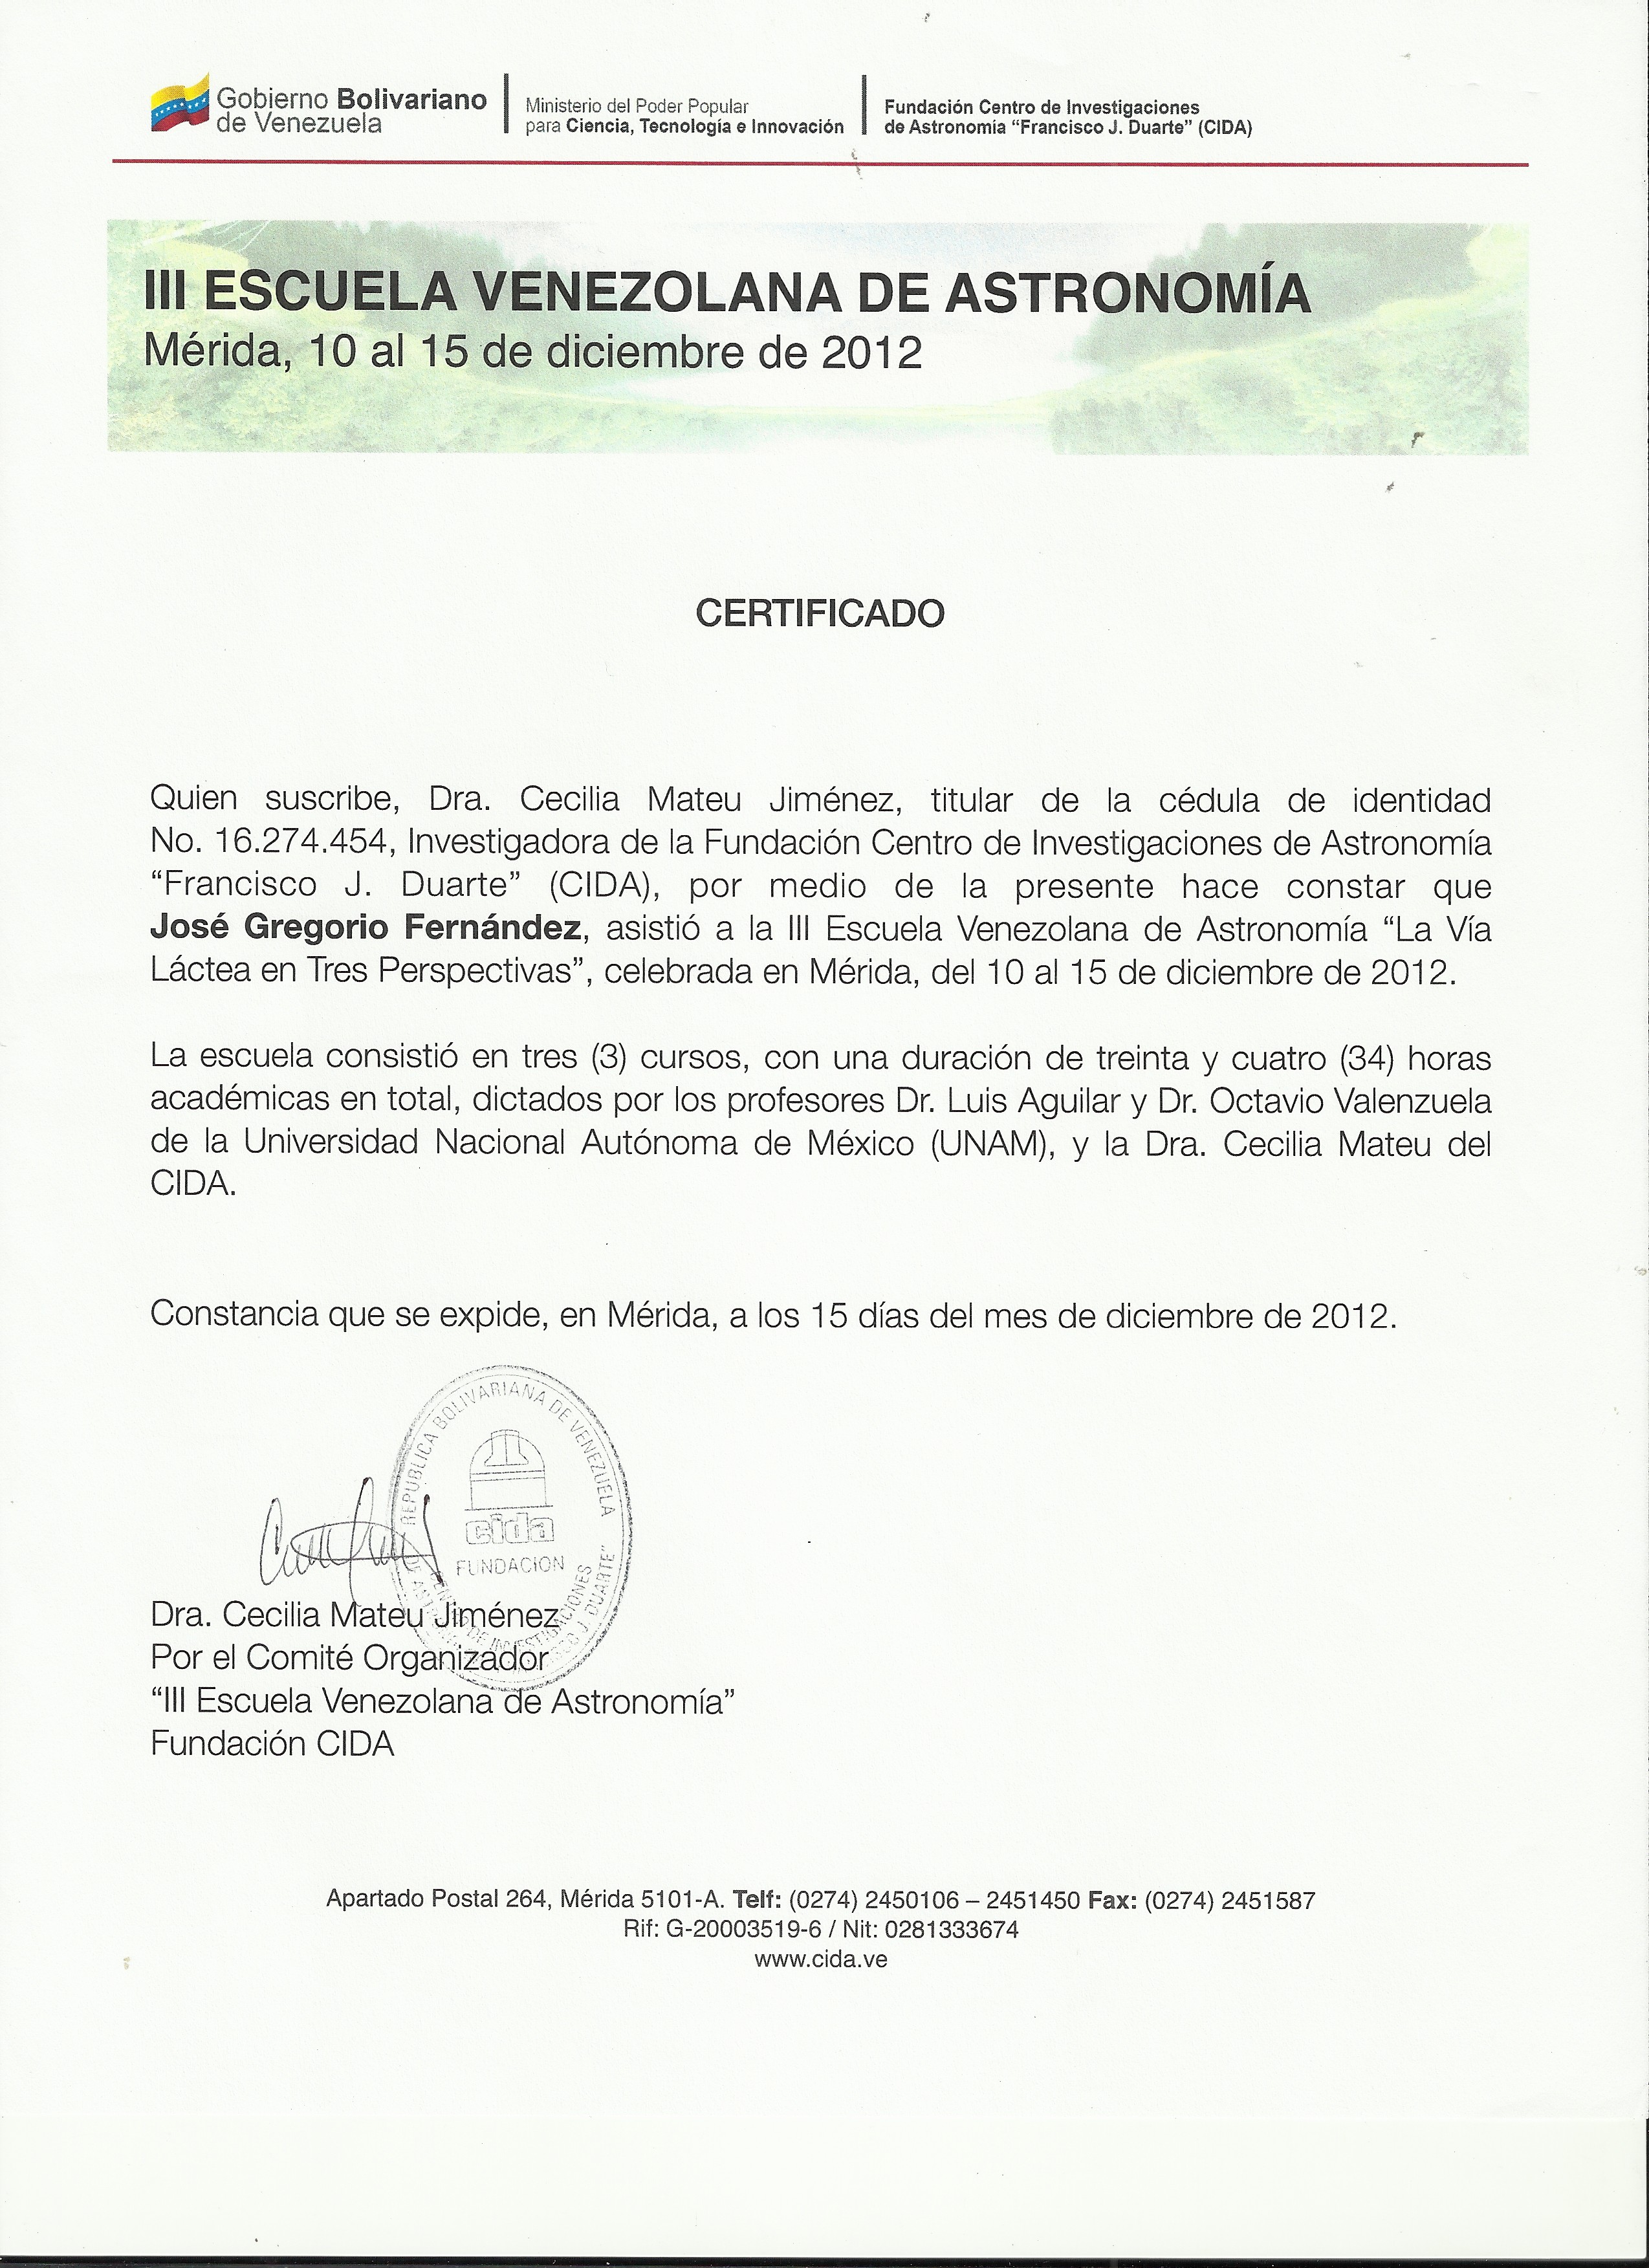 Gobierno Bolivariano
de Venezuela
Ministerio del Poder Popular
para Ciencia, Tecnología e Innovación
Fundación Centro de Investigaciones
de Astronomía “Francisco J. Duarte” (CIDA)
III ESCUELA VENEZOLANA DE ASTRONOMÍA
Mérida, 10 al 15 de diciembre de 2012
CERTIFICADO
Quien suscribe, Dra. Cecilia Mateu Jiménez, titular de la cédula de identidad
No. 16.274.454, Investigadora de la Fundación Centro de Investigaciones de Astronomía
“Francisco J. Duarte” (CIDA), por medio de la presente hace constar que
José Gregorio Fernández, asistió a la III Escuela Venezolana de Astronomía “La Vía
Láctea en Tres Perspectivas”, celebrada en Mérida, del 10 al 15 de diciembre de 2012.
La escuela consistió en tres (3) cursos, con una duración de treinta y cuatro (34) horas
académicas en total, dictados por los profesores Dr. Luis Aguilar y Dr. Octavio Valenzuela
de la Universidad Nacional Autónoma de México (UNAM), y la Dra. Cecilia Mateu del
CIDA.
Constancia que se expide, en Mérida, a los 15 días del mes de diciembre de 2012.
REPUBLICA BOLIVARIANA DE VENEZUELA
cida
FUNDACION
DE INVESTIGACIONES
J. DUARTE”
Dra. Cecilia Mateu Jiménez
Por el Comité Organizador
“III Escuela Venezolana de Astronomía”
Fundación CIDA
Apartado Postal 264, Mérida 5101-A. Telf: (0274) 2450106 – 2451450 Fax: (0274) 2451587
Rif: G-20003519-6 / Nit: 0281333674
www.cida.ve